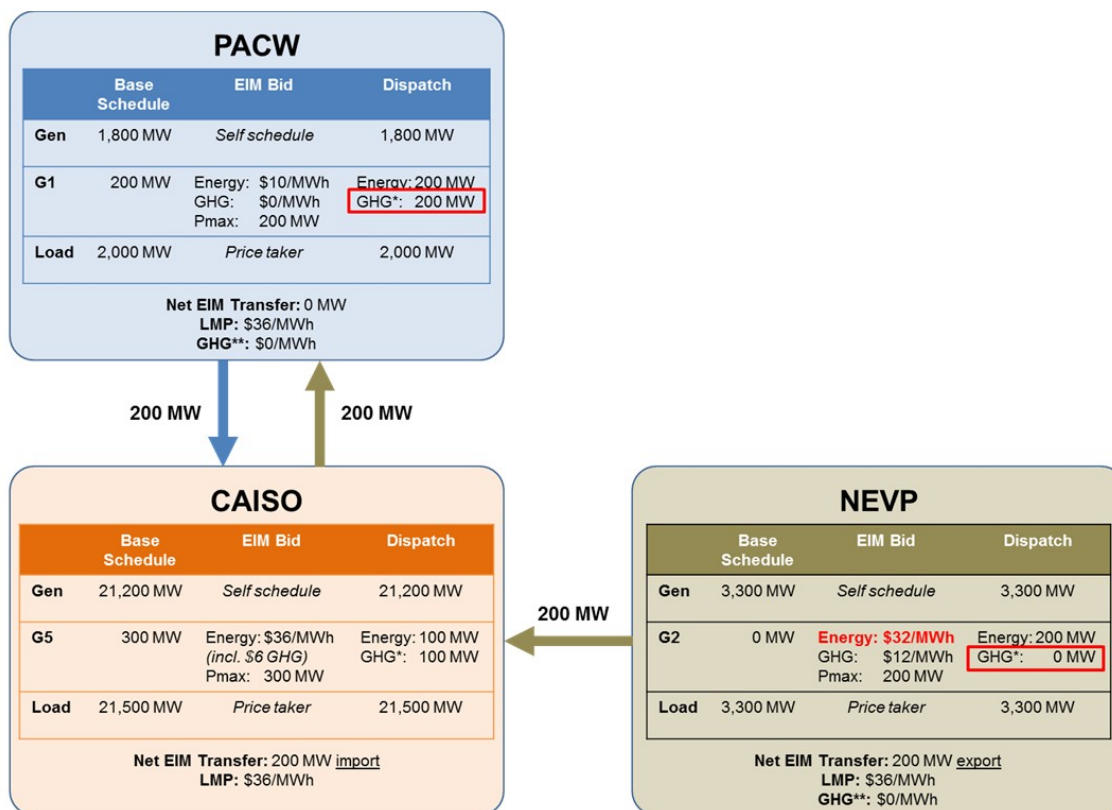 PACW
Base Schedule EIM Bid Dispatch
Gen 1,800 MW Self schedule 1,800 MW
G1 200 MW Energy: $10/MWh Energy: 200 MW
GHG: $0/MWh GHG*: 200 MW
Pmax: 200 MW
Load 2,000 MW Price taker 2,000 MW
Net EIM Transfer: 0 MW
LMP: $36/MWh
GHG**: $0/MWh
200 MW
200 MW
CAISO
Base Schedule EIM Bid Dispatch
Gen 21,200 MW Self schedule 21,200 MW
G5 300 MW Energy: $36/MWh Energy: 100 MW
(incl. $6 GHG) GHG*: 100 MW
Pmax: 300 MW
Load 21,500 MW Price taker 21,500 MW
Net EIM Transfer: 200 MW import
LMP: $36/MWh
200 MW
NEVP
Base Schedule EIM Bid Dispatch
Gen 3,300 MW Self schedule 3,300 MW
G2 0 MW Energy: $32/MWh Energy: 200 MW
GHG: $12/MWh GHG*: 0 MW
Pmax: 200 MW
Load 3,300 MW Price taker 3,300 MW
Net EIM Transfer: 200 MW export
LMP: $36/MWh
GHG**: $0/MWh